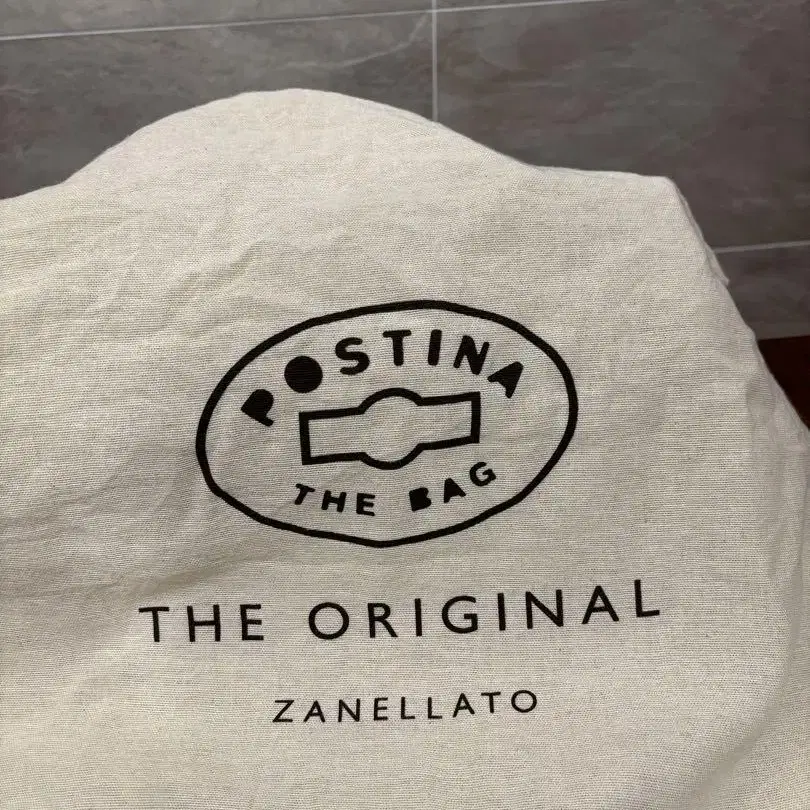 POSTINA
THE BAG
THE ORIGINAL
ZANELLATO